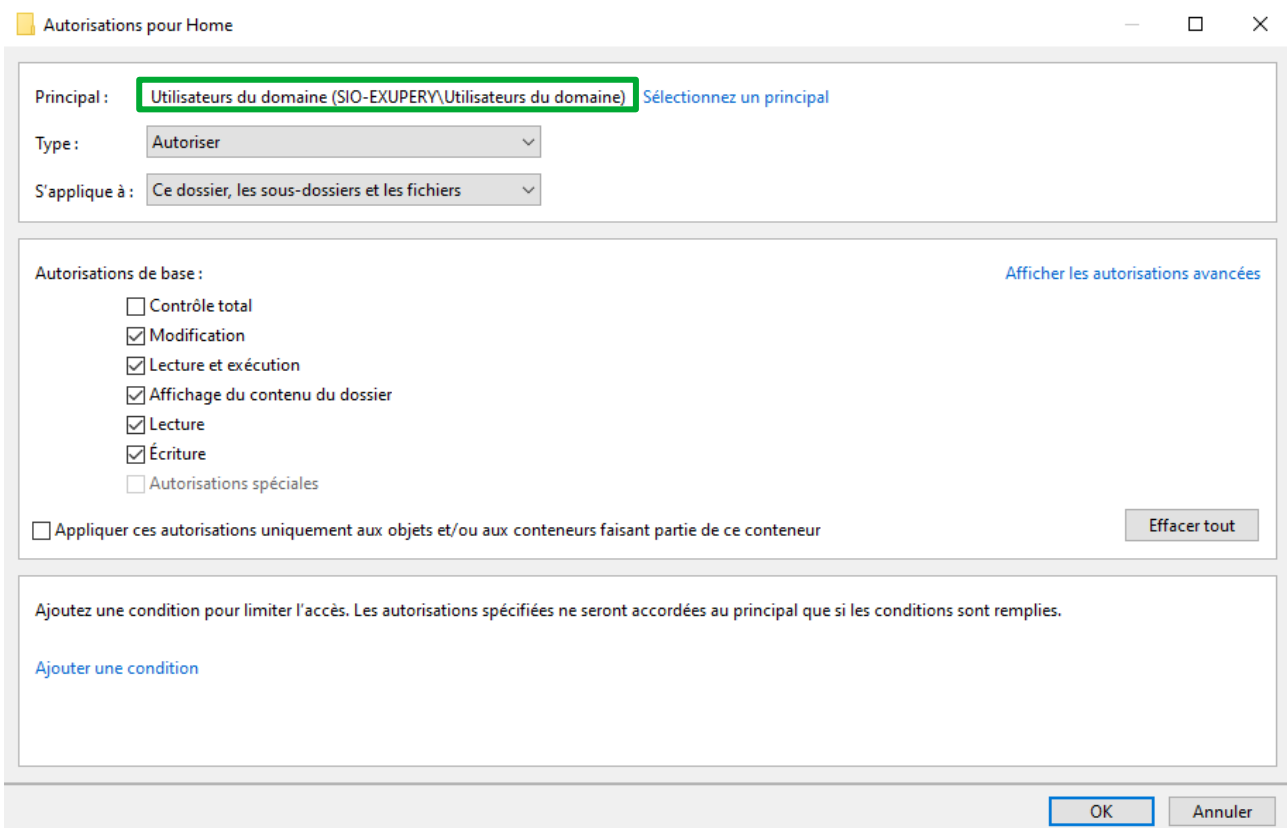 Autorisations pour Home
Principal : Utilisateurs du domaine (SIO-EXUPERY\Utilisateurs du domaine) Sélectionnez un principal
Type : Autoriser
S'applique à : Ce dossier, les sous-dossiers et les fichiers
Autorisations de base : Afficher les autorisations avancées
Contrôle total
Modification
Lecture et exécution
Affichage du contenu du dossier
Lecture
Écriture
Autorisations spéciales
Appliquer ces autorisations uniquement aux objets et/ou aux conteneurs faisant partie de ce conteneur Effacer tout
Ajoutez une condition pour limiter l'accès. Les autorisations spécifiées ne seront accordées au principal que si les conditions sont remplies.
Ajouter une condition
OK Annuler